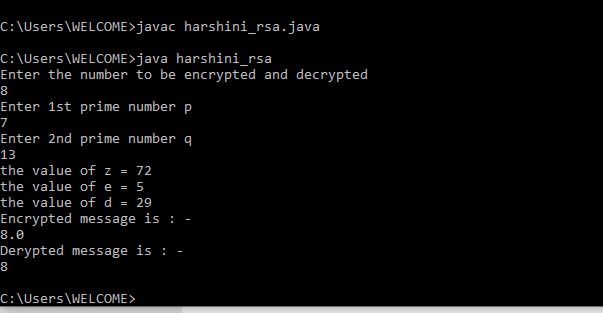 C:\Users\WELCOME>javac harshini_rsa.java
C:\Users\WELCOME>java harshini_rsa
Enter the number to be encrypted and decrypted
8
Enter 1st prime number p
7
Enter 2nd prime number q
13
the value of z = 72
the value of e = 5
the value of d = 29
Encrypted message is : -
8.0
Derypted message is : -
8
C:\Users\WELCOME>